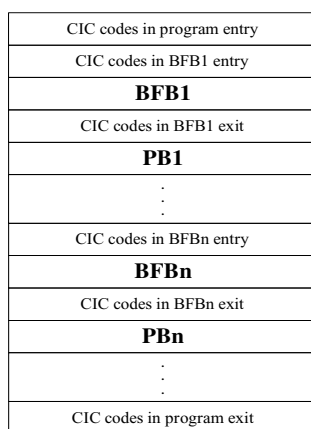 CIC codes in program entry
CIC codes in BFB1 entry
BFB1
CIC codes in BFB1 exit
PB1
.
.
.
CIC codes in BFBn entry
BFBn
CIC codes in BFBn exit
PBn
.
.
.
CIC codes in program exit